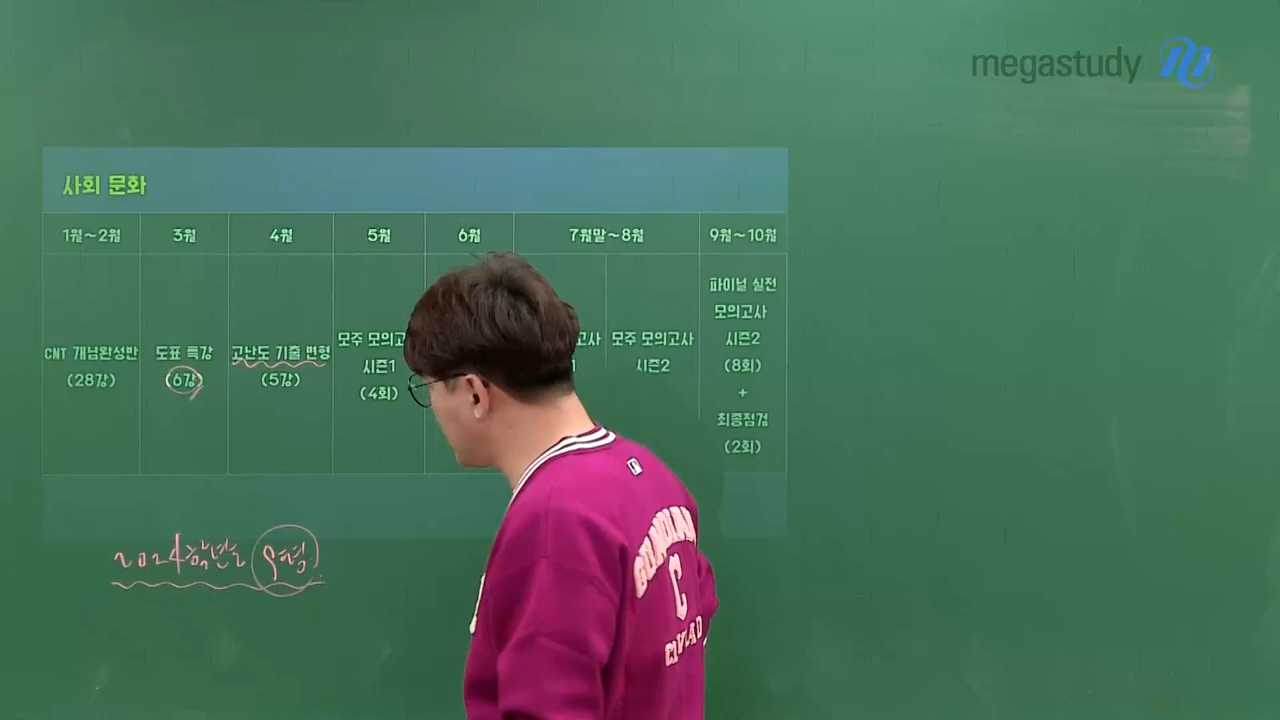 megastudy
사회 문화
1월~2월 3월 4월 5월 6월 7월말~8월 9월~10월
CNT 개념완성반
(28강)
도표 특강
(6강)
고난도 기출 변형
(5강)
모주 모의고
시즌1
(4회)
모주 모의고사
시즌2
파이널 실전
모의고사
시즌2
(8회)
+
최종점검
(2회)
2024학년도 9평
GUARDIAN
C